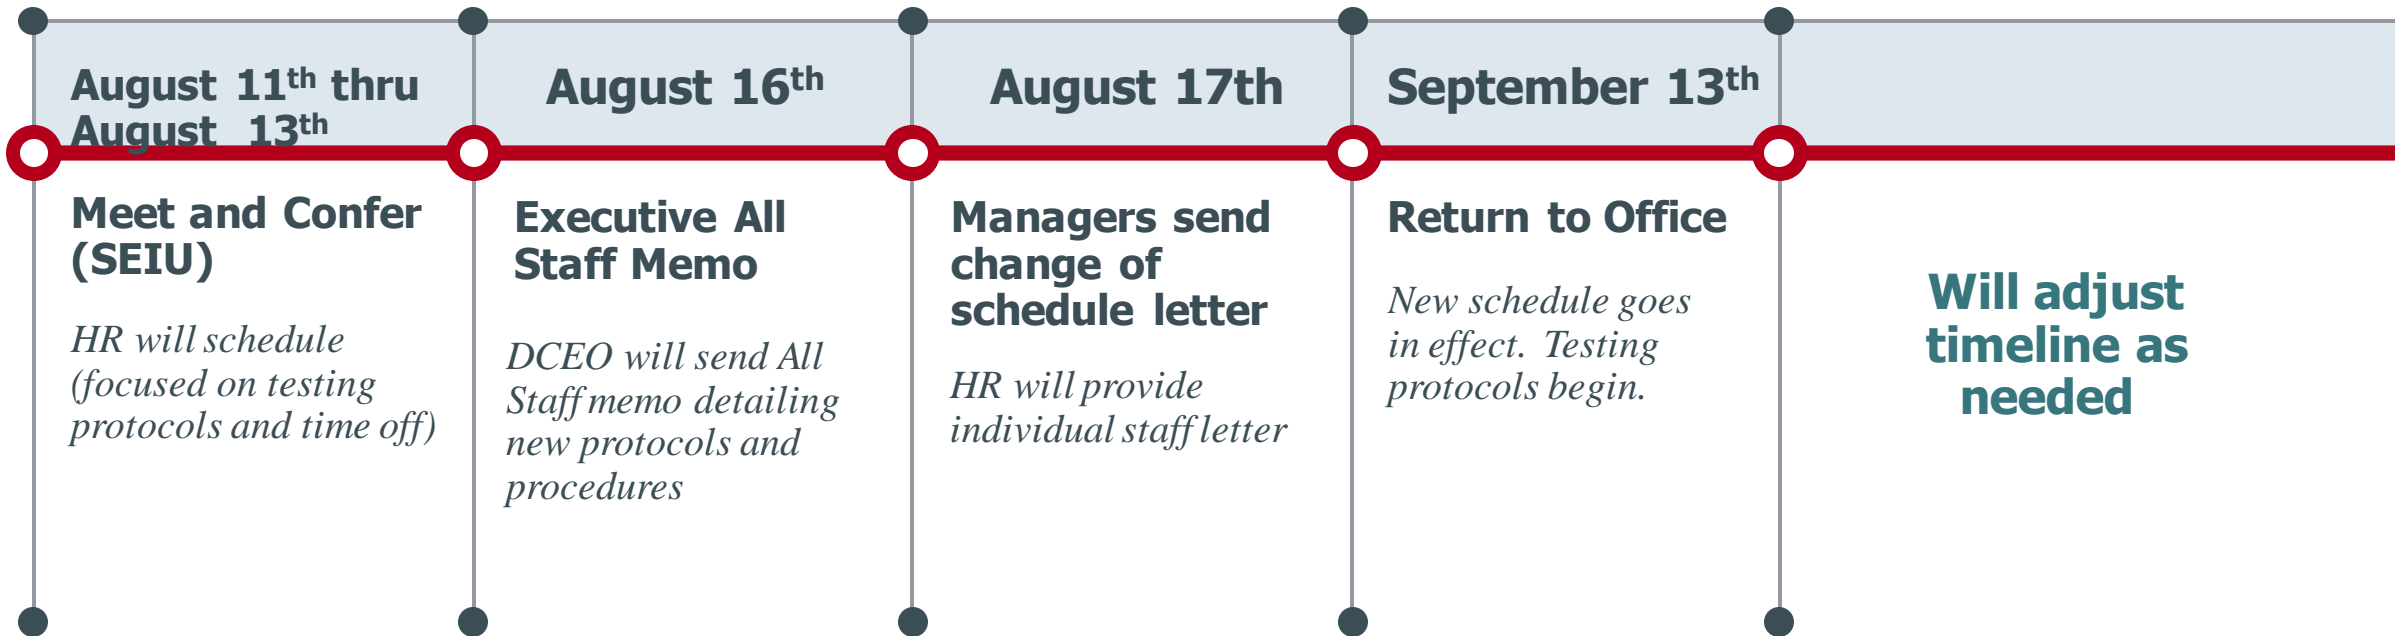 August 11th thru
August 13th
August 16th
August 17th
September 13th
Meet and Confer
(SEIU)
HR will schedule
(focused on testing
protocols and time off)
Executive All
Staff Memo
DCEO will send All
Staff memo detailing
new protocols and
procedures
Managers send
change of
schedule letter
HR will provide
individual staff letter
Return to Office
New schedule goes
in effect. Testing
protocols begin.
Will adjust
timeline as
needed